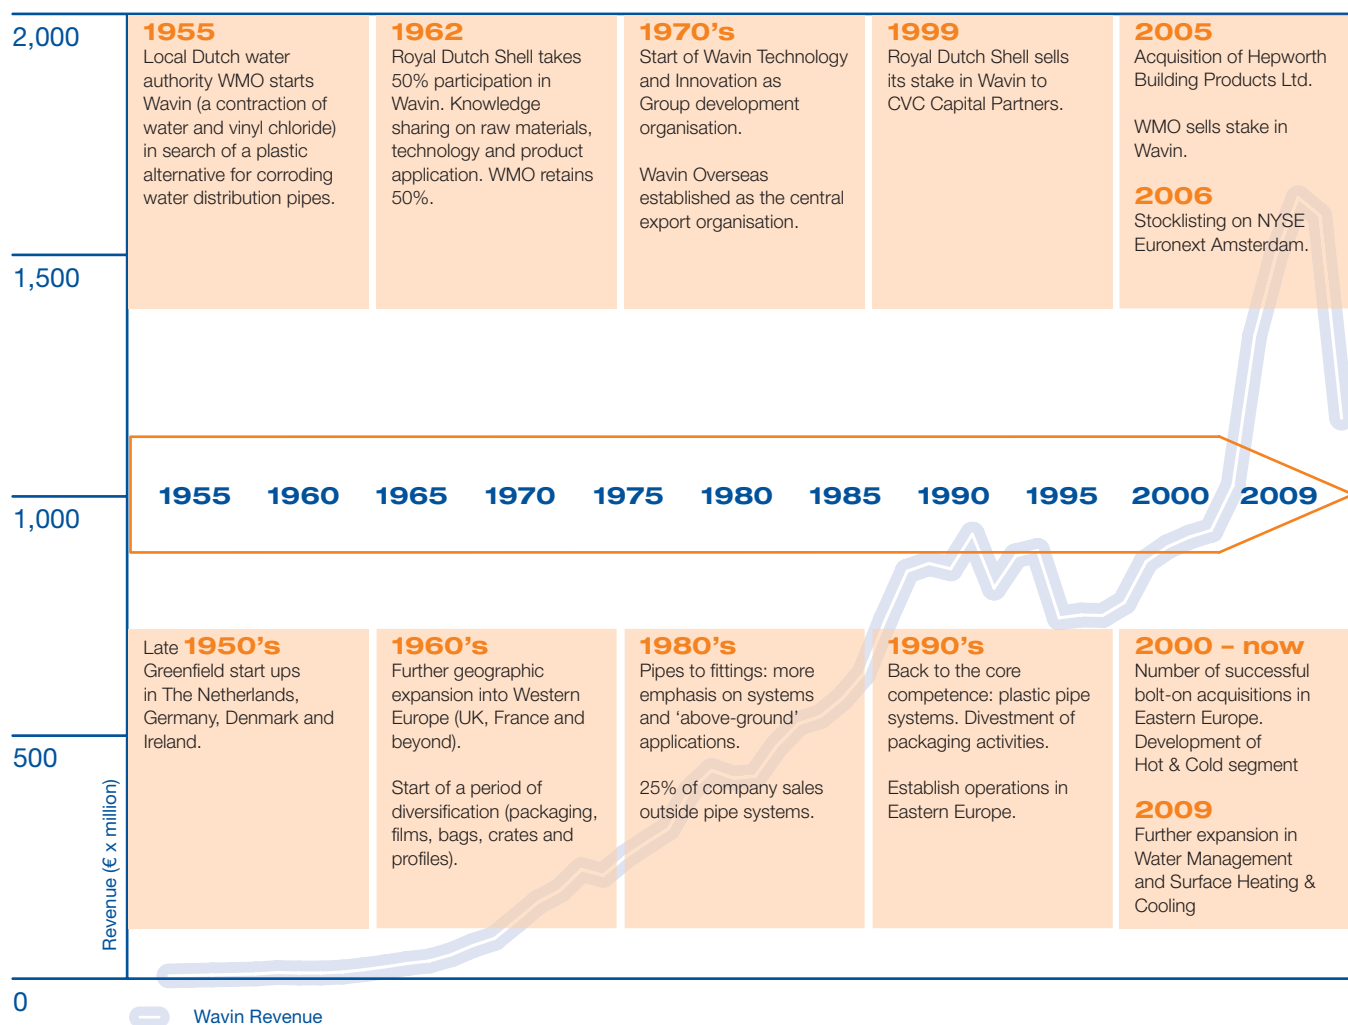 2,000
1,500
1,000
500
0
Revenue (€ x million)
1955
Local Dutch water
authority WMO starts
Wavin (a contraction of
water and vinyl chloride)
in search of a plastic
alternative for corroding
water distribution pipes.
1962
Royal Dutch Shell takes
50% participation in
Wavin. Knowledge
sharing on raw materials,
technology and product
application. WMO retains
50%.
1970's
Start of Wavin Technology
and Innovation as
Group development
organisation.
Wavin Overseas
established as the central
export organisation.
1999
Royal Dutch Shell sells
its stake in Wavin to
CVC Capital Partners.
2005
Acquisition of Hepworth
Building Products Ltd.
WMO sells stake in
Wavin.
2006
Stocklisting on NYSE
Euronext Amsterdam.
1955 1960 1965 1970 1975 1980 1985 1990 1995 2000 2009
Late 1950's
Greenfield start ups
in The Netherlands,
Germany, Denmark and
Ireland.
1960's
Further geographic
expansion into Western
Europe (UK, France and
beyond).
Start of a period of
diversification (packaging,
films, bags, crates and
profiles).
1980's
Pipes to fittings: more
emphasis on systems
and ‘above-ground’
applications.
25% of company sales
outside pipe systems.
1990's
Back to the core
competence: plastic pipe
systems. Divestment of
packaging activities.
Establish operations in
Eastern Europe.
2000 – now
Number of successful
bolt-on acquisitions in
Eastern Europe.
Development of
Hot & Cold segment
2009
Further expansion in
Water Management
and Surface Heating &
Cooling
Wavin Revenue